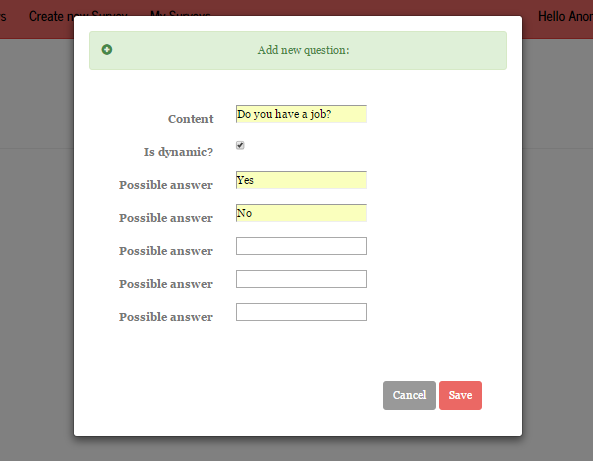 Create new Survey My Surveys Hello
Add new question:
Content Do you have a job?
Is dynamic?
Possible answer Yes
Possible answer No
Possible answer
Possible answer
Possible answer
Cancel Save